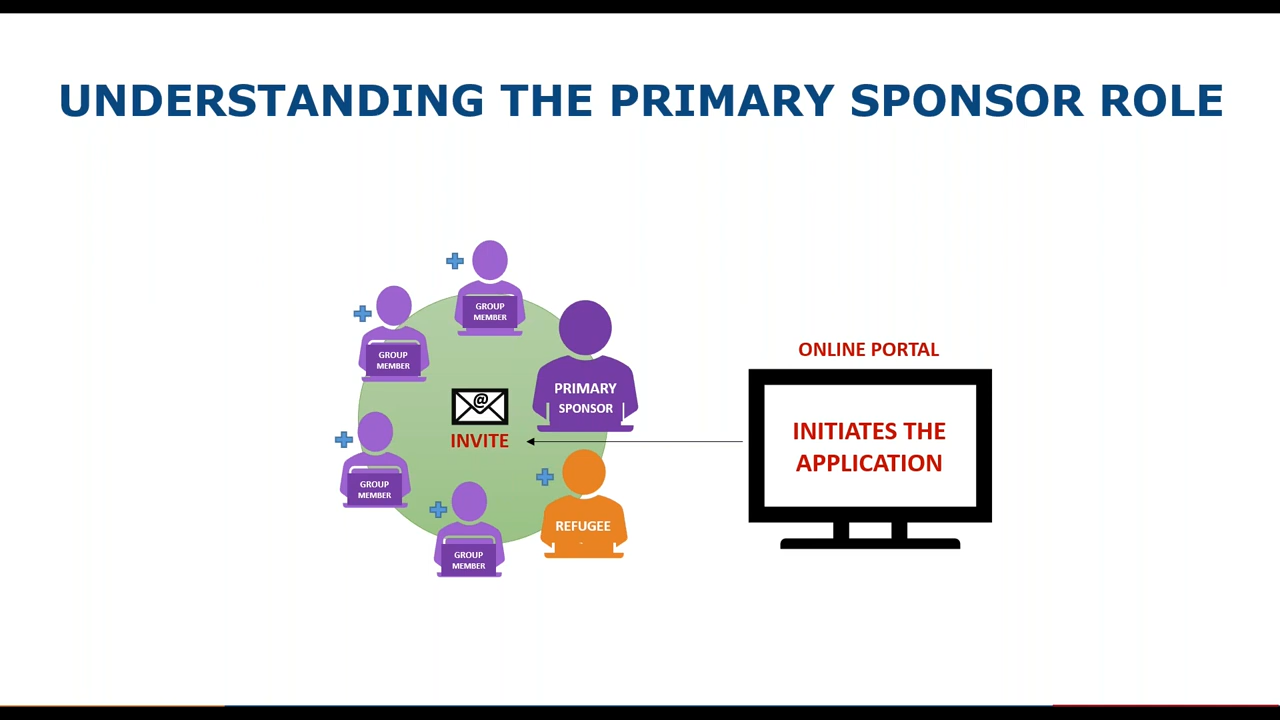 UNDERSTANDING THE PRIMARY SPONSOR ROLE
GROUP
MEMBER
GROUP
MEMBER
PRIMARY
SPONSOR
@
INVITE
GROUP
MEMBER
GROUP
MEMBER
REFUGEE
ONLINE PORTAL
INITIATES THE
APPLICATION